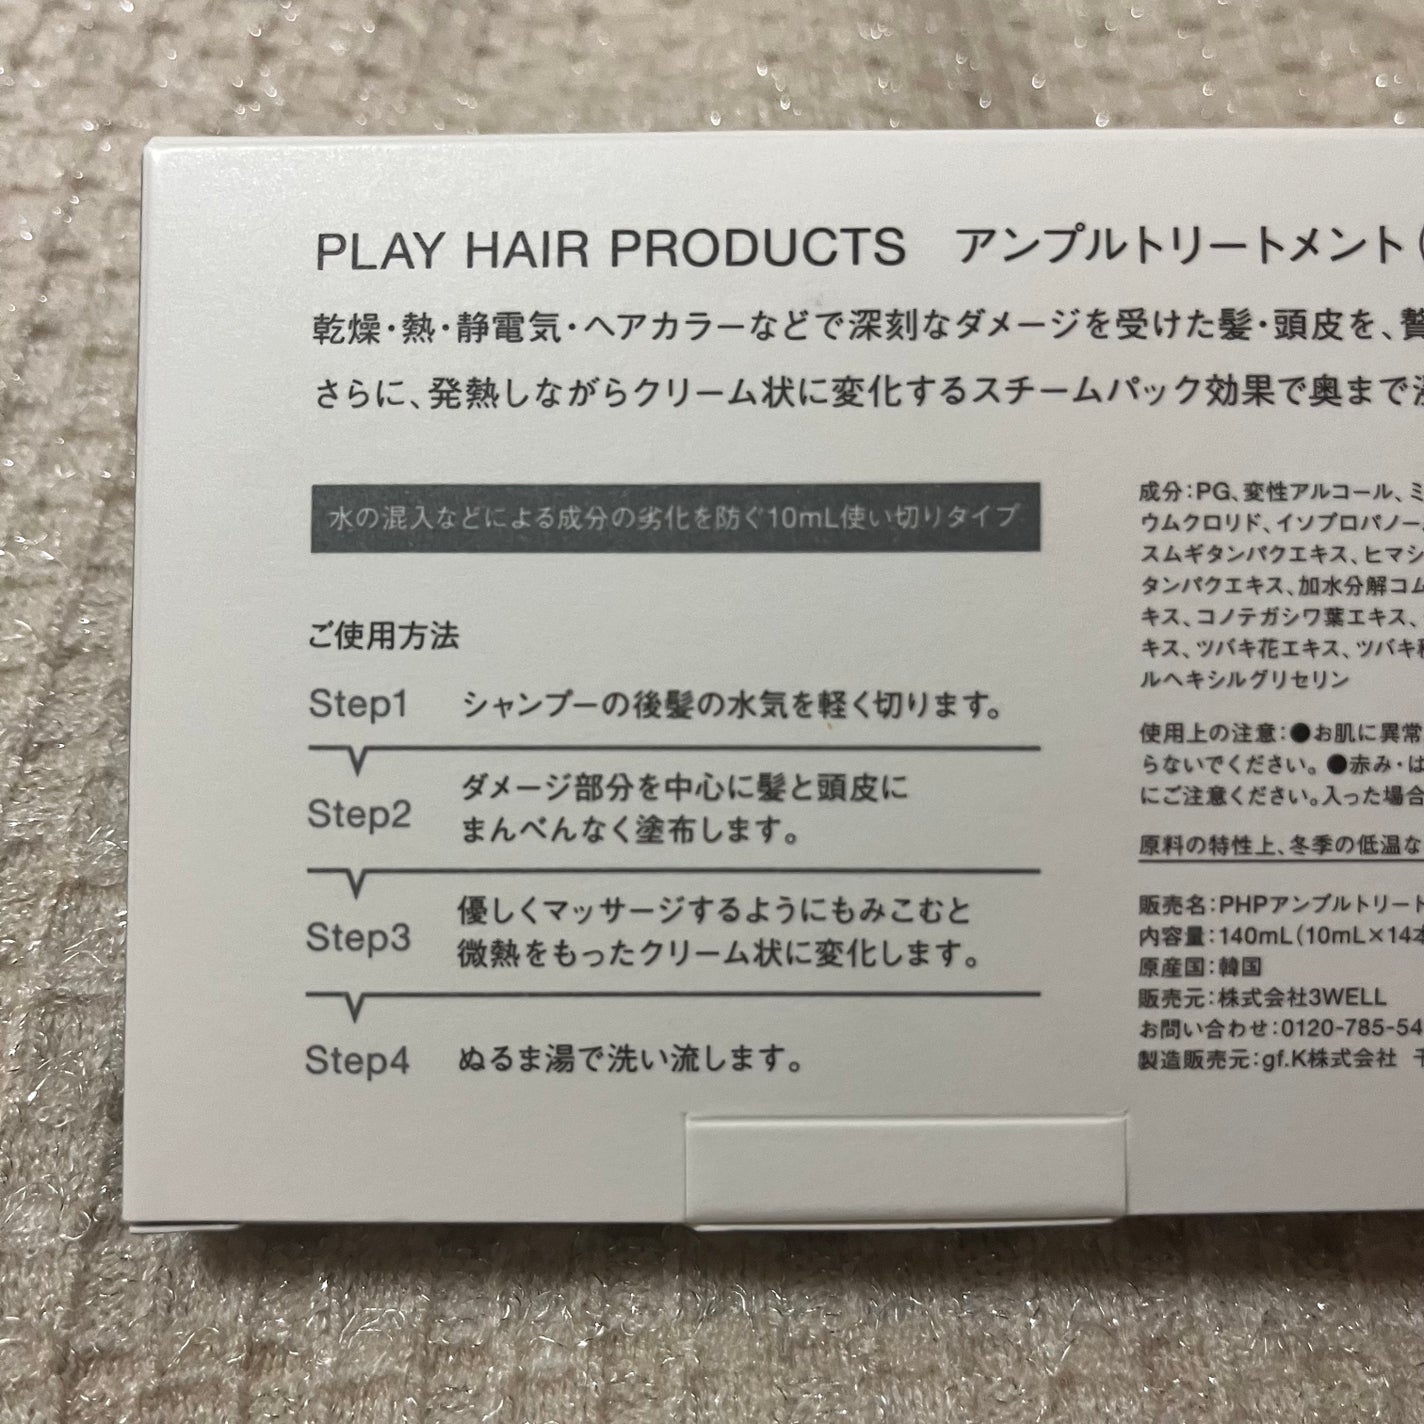 PLAY HAIR PRODUCTS アンプルトリートメント(
乾燥・熱・静電気・ヘアカラーなどで深刻なダメージを受けた髪・頭皮を、贅
さらに、発熱しながらクリーム状に変化するスチームパック効果で奥まで浸
水の混入などによる成分の劣化を防ぐ10mL使い切りタイプ
ご使用方法
Step1 シャンプーの後髪の水気を軽く切ります。
Step2 ダメージ部分を中心に髪と頭皮に
まんべんなく塗布します。
Step3 優しくマッサージするようにもみこむと
微熱をもったクリーム状に変化します。
Step4 ぬるま湯で洗い流します。
成分:PG、変性アルコール、ミ
ウムクロリド、イソプロパノー
スムギタンパクエキス、ヒマシ
タンパクエキス、加水分解コム
キス、コノテガシワ葉エキス、
キス、ツバキ花エキス、ツバキ種
ルヘキシルグリセリン
使用上の注意:●お肌に異常
らないでください。●赤み・は
にご注意ください。入った場合
原料の特性上、冬季の低温な
販売名:PHPアンプルトリート
内容量:140mL(10mL×14本
原産国:韓国
販売元:株式会社3WELL
お問い合わせ:0120-785-54
製造販売元:gf.K株式会社 〒